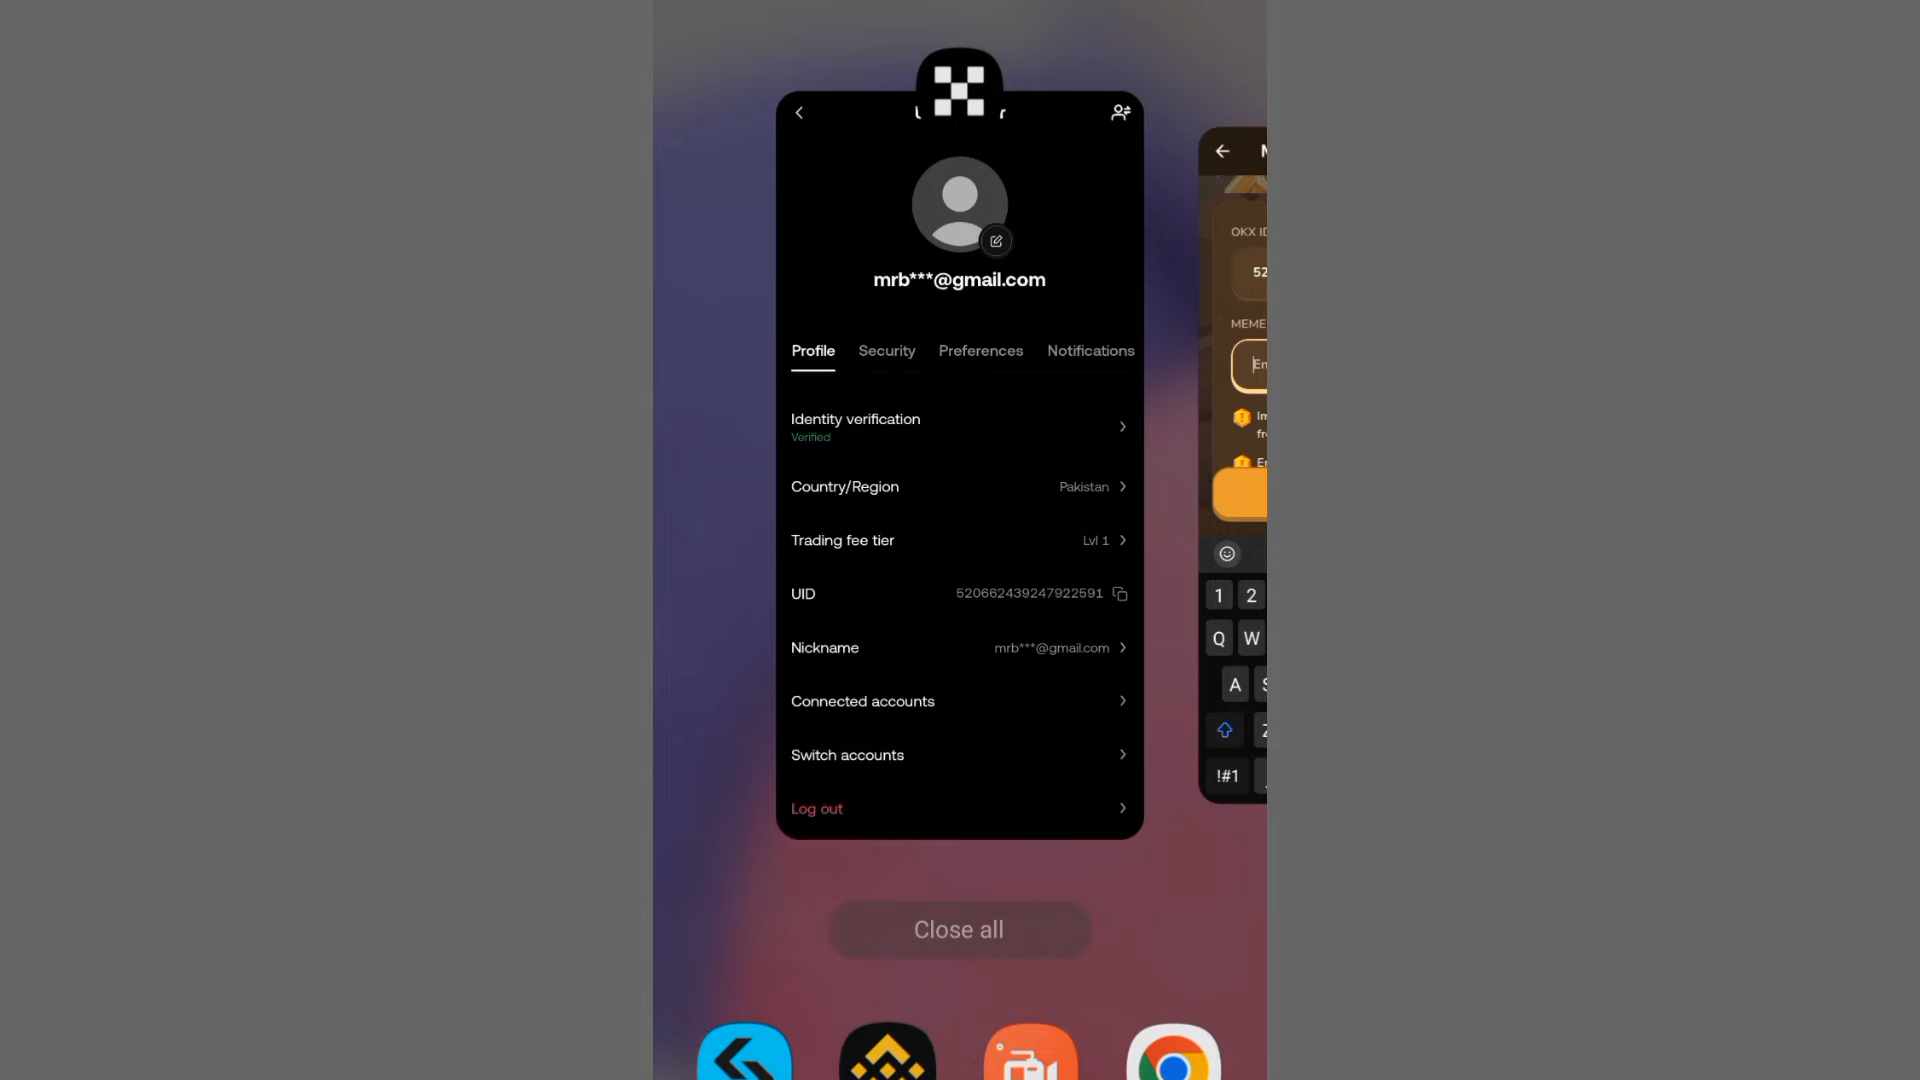 mrb***@gmail.com
Profile Security Preferences Notifications
Identity verification
Verified
Country/Region Pakistan
Trading fee tier Lvl 1
UID 520662439247922591
Nickname mrb***@gmail.com
Connected accounts
Switch accounts
Log out
Close all
OKX ID
52
MEME
1 2
Q W
A
!#1